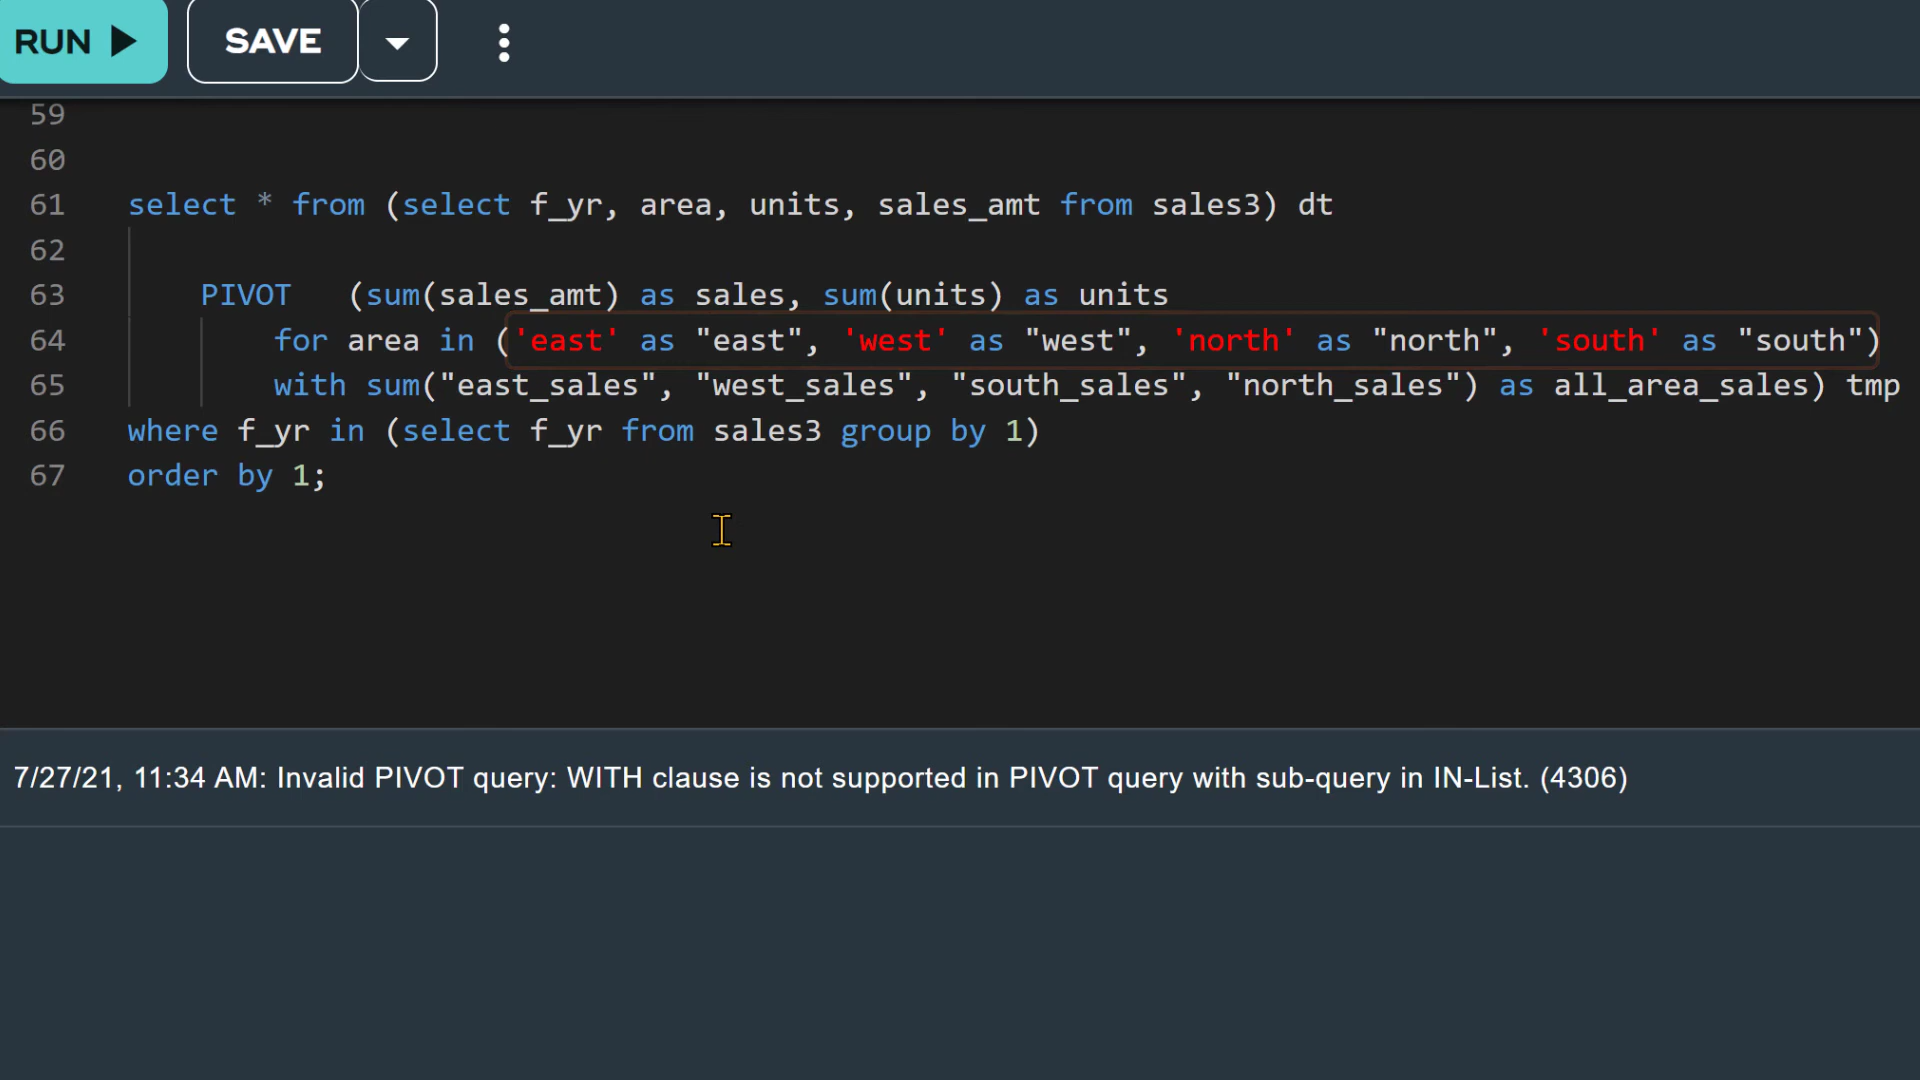 RUN SAVE
59
60
61 select * from (select f_yr, area, units, sales_amt from sales3) dt
62
63 PIVOT (sum(sales_amt) as sales, sum(units) as units
64 for area in ('east' as "east", 'west' as "west", 'north' as "north", 'south' as "south")
65 with sum("east_sales", "west_sales", "south_sales", "north_sales") as all_area_sales) tmp
66 where f_yr in (select f_yr from sales3 group by 1)
67 order by 1;
7/27/21, 11:34 AM: Invalid PIVOT query: WITH clause is not supported in PIVOT query with sub-query in IN-List. (4306)